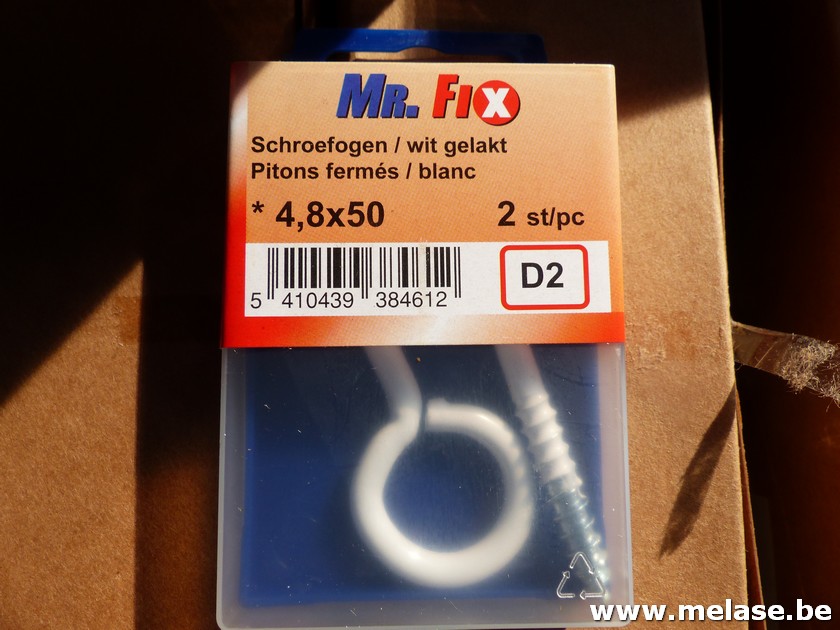 MR. FIX
Schroefogen / wit gelakt
Pitons fermés / blanc
* 4,8x50 2 st/pc
5 410439 384612
D2
www.melase.be